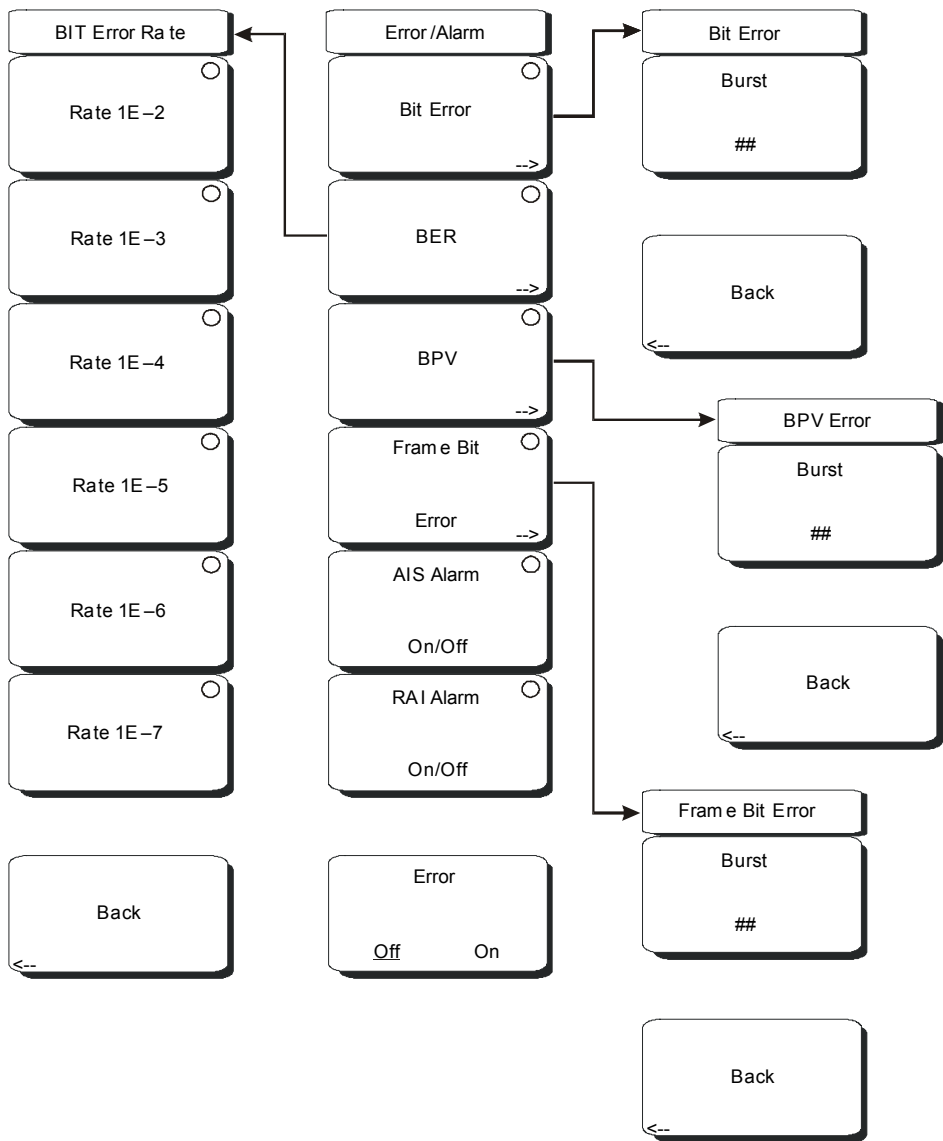 BIT Error Rate
Rate 1E–2
Rate 1E–3
Rate 1E–4
Rate 1E–5
Rate 1E–6
Rate 1E–7
Back
<--
Error/Alarm
Bit Error
-->
BER
-->
BPV
-->
Frame Bit
Error
-->
AIS Alarm
On/Off
RAI Alarm
On/Off
Error
Off On
Bit Error
Burst
##
Back
<--
BPV Error
Burst
##
Back
<--
Frame Bit Error
Burst
##
Back
<--